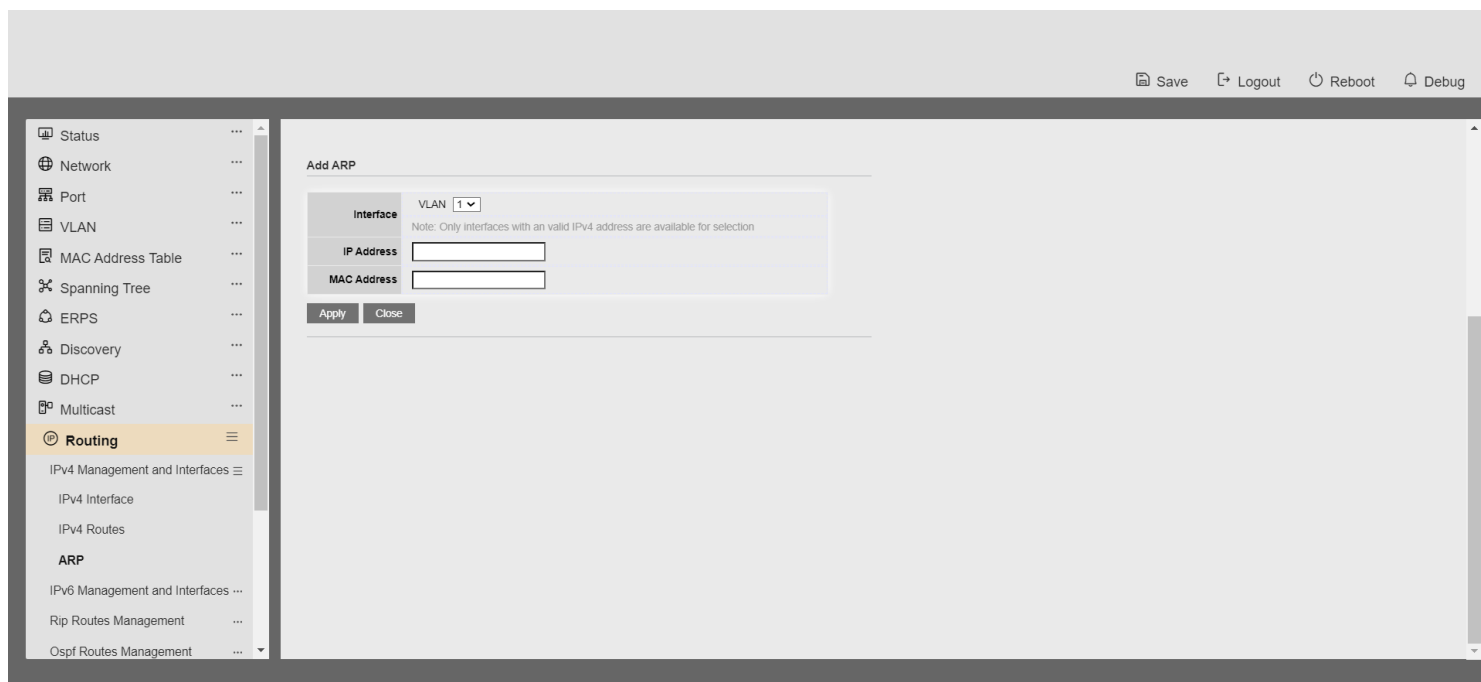 Save Logout Reboot Debug
Status ...
Network ...
Port ...
VLAN ...
MAC Address Table ...
Spanning Tree ...
ERPS ...
Discovery ...
DHCP ...
Multicast ...
IP Routing
IPv4 Management and Interfaces
IPv4 Interface
IPv4 Routes
ARP
IPv6 Management and Interfaces ...
Rip Routes Management ...
Ospf Routes Management ...
Add ARP
Interface
VLAN 1
Note: Only interfaces with an valid IPv4 address are available for selection
IP Address
MAC Address
Apply Close